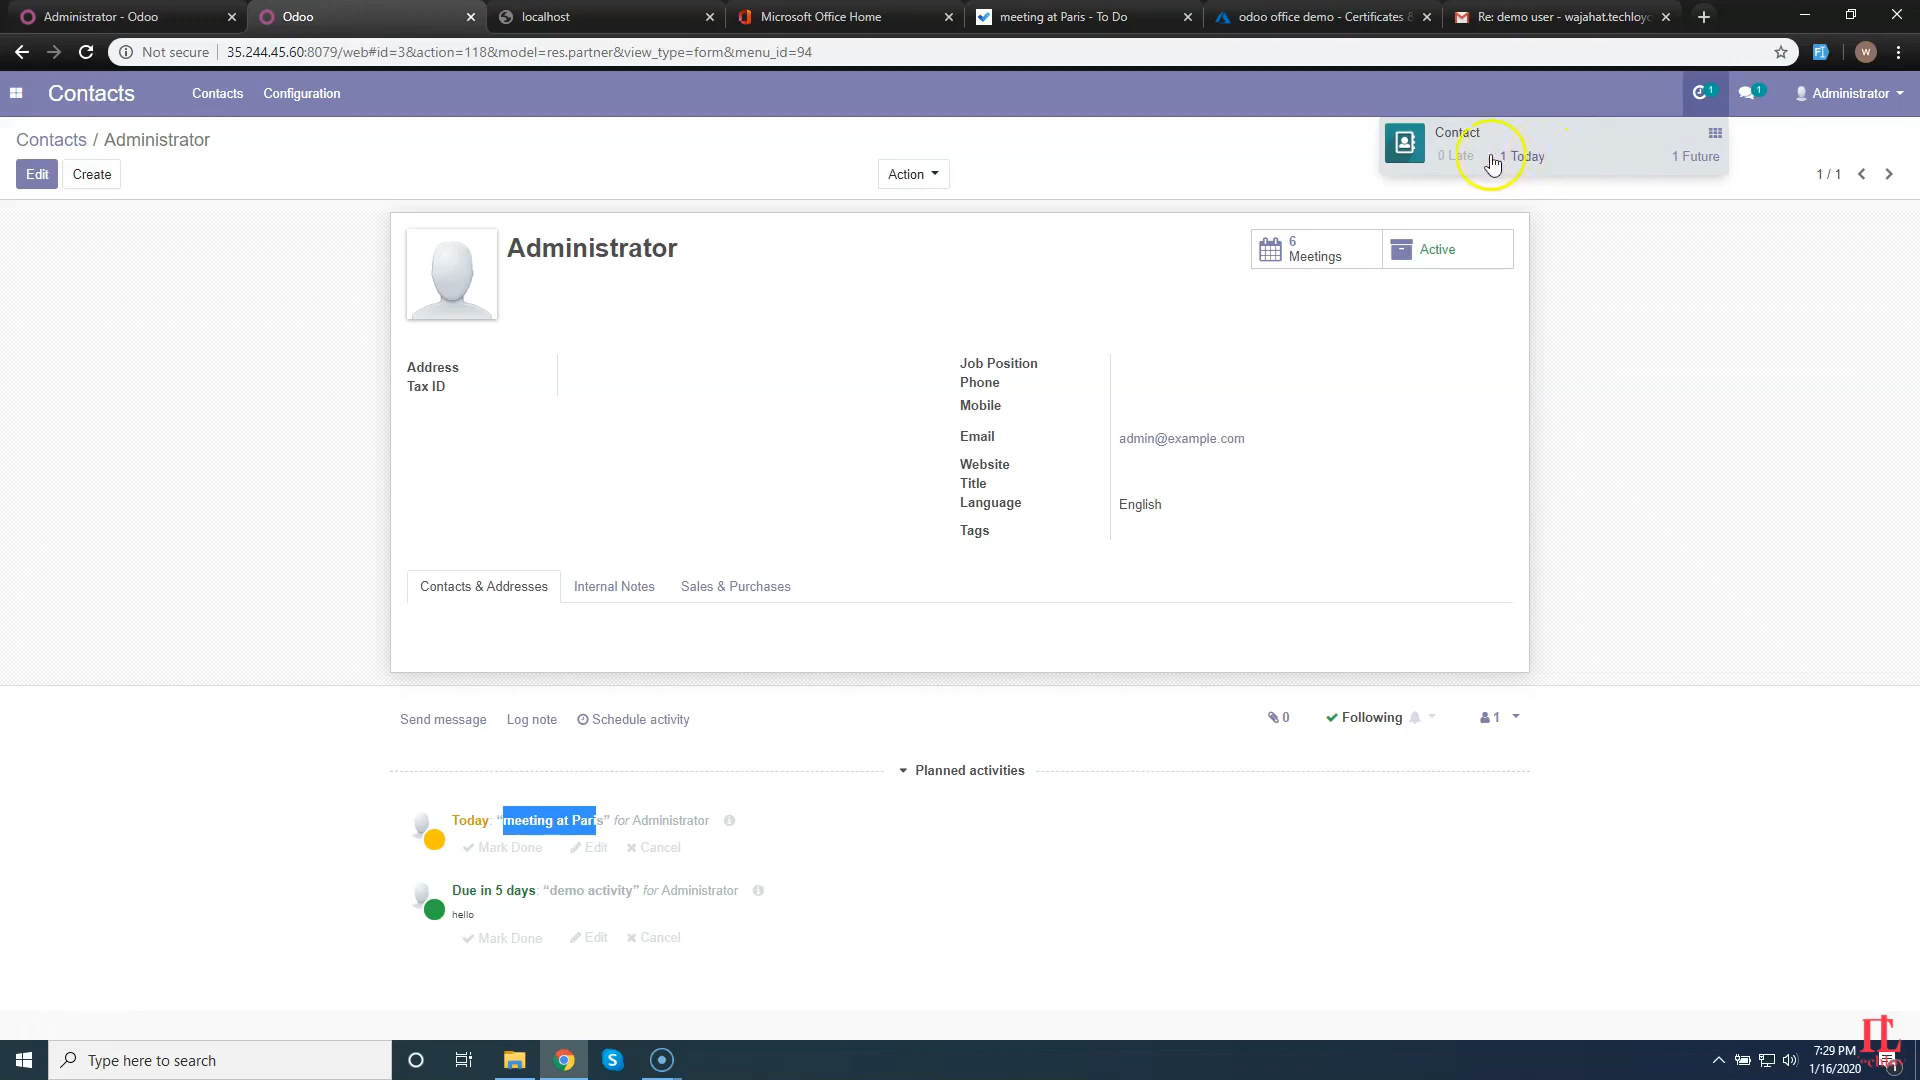 Administrator - Odoo
Odoo
localhost
Microsoft Office Home
meeting at Paris - To Do
odoo office demo - Certificates &
Re: demo user - wajahat.techloyc
Not secure
35.244.45.60:8079/web#id=3&action=118&model=res.partner&view_type=form&menu_id=94
W
Contacts
Contacts
Configuration
1
1
Administrator
Contacts / Administrator
Contact
0 Late
1 Today
1 Future
Edit
Create
Action
1 / 1
Administrator
6
Meetings
Active
Address
Tax ID
Job Position
Phone
Mobile
Email
admin@example.com
Website
Title
Language
English
Tags
Contacts & Addresses
Internal Notes
Sales & Purchases
Send message
Log note
Schedule activity
0
Following
1
Planned activities
Today: “meeting at Paris” for Administrator
Mark Done
Edit
Cancel
Due in 5 days: “demo activity” for Administrator
hello
Mark Done
Edit
Cancel
Type here to search
7:29 PM
1/16/2020